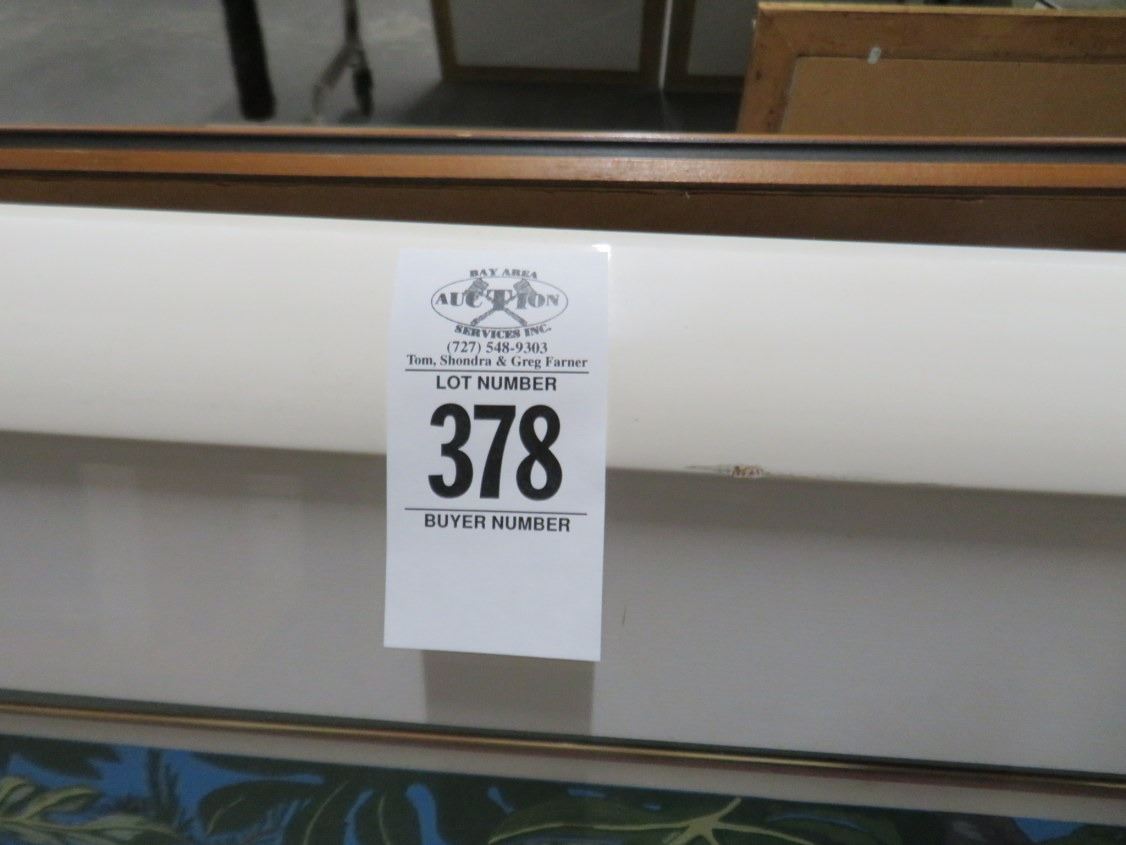 BAY AREA
AUCTION
SERVICES INC.
(727) 548-9303
Tom, Shondra & Greg Farner
LOT NUMBER
378
BUYER NUMBER